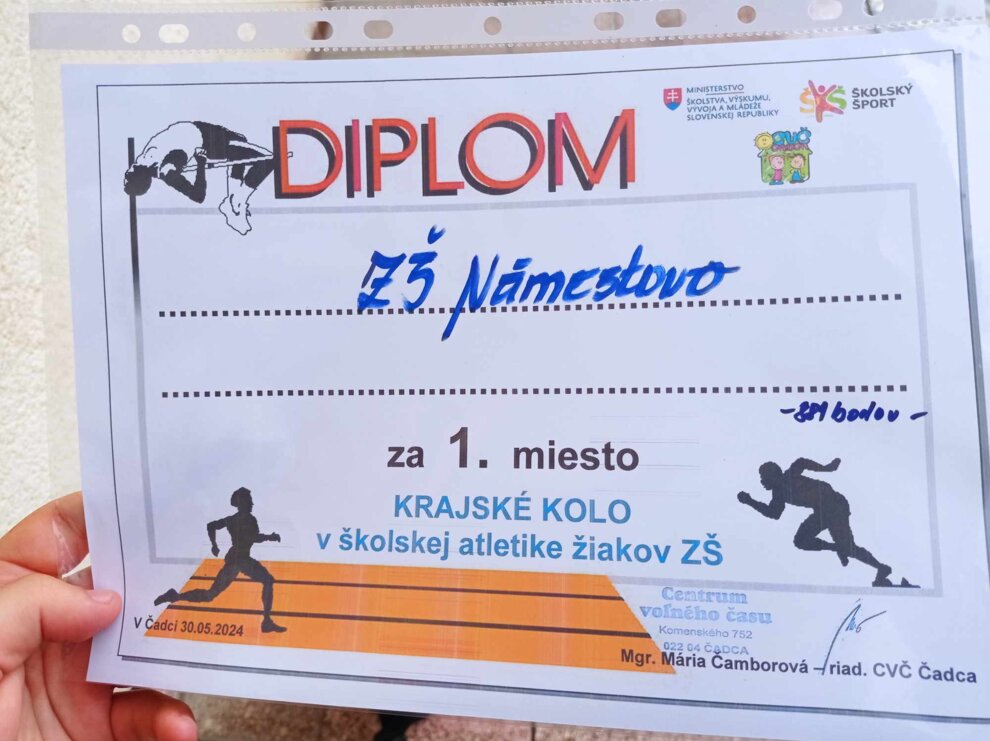 DIPLOM
MINISTERSTVO
ŠKOLSTVA, VÝSKUMU,
VÝVOJA A MLÁDEŽE
SLOVENSKEJ REPUBLIKY
ŠKOLSKÝ
ŠPORT
ZŠ Námestovo
- 881 bodov -
za 1. miesto
KRAJSKÉ KOLO
v školskej atletike žiakov ZŠ
V Čadci 30.05.2024
Centrum
voľného času
Komenského 752
022 04 ČADCA
Mgr. Mária Čamborová – riad. CVČ Čadca